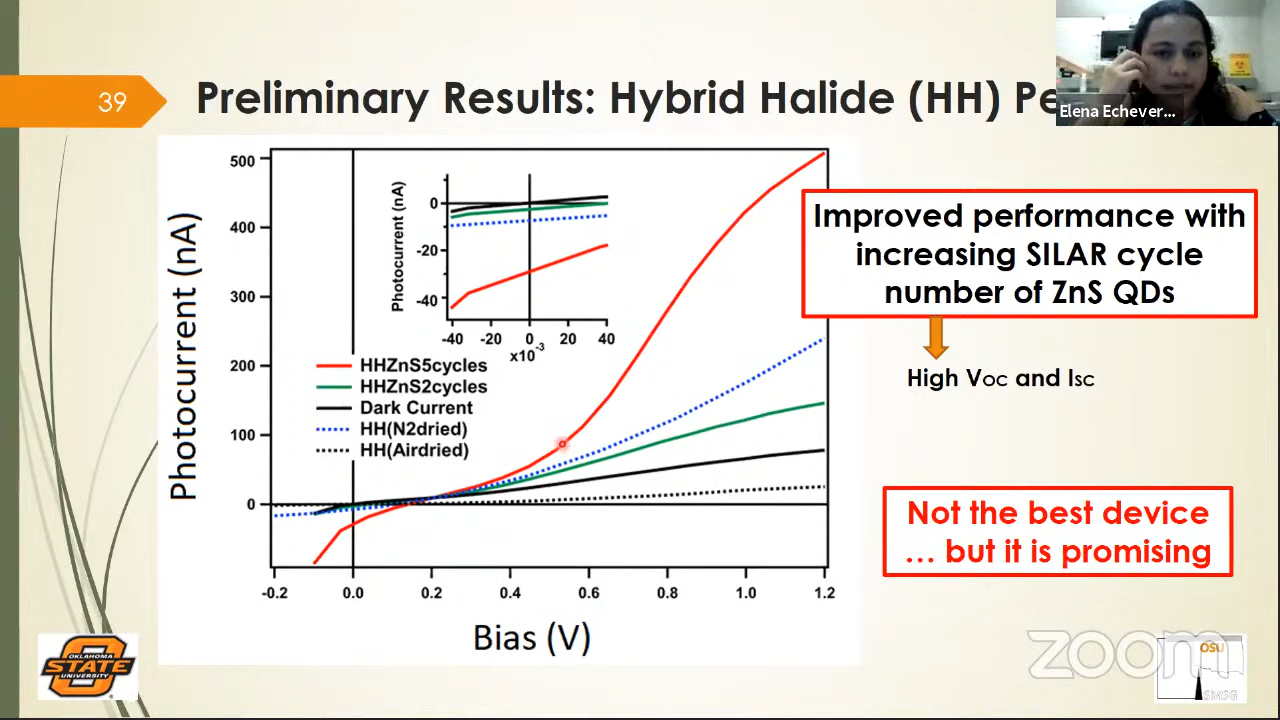 39
Preliminary Results: Hybrid Halide (HH) Pe
Elena Echever...
Photocurrent (nA)
500
400
300
200
100
0
-0.2
0.0
0.2
0.4
0.6
0.8
1.0
1.2
Bias (V)
Photocurrent (nA)
0
-20
-40
-40
-20
0
20
40
x10-3
HHZnS5cycles
HHZnS2cycles
Dark Current
HH(N2dried)
HH(Airdried)
Improved performance with
increasing SILAR cycle
number of ZnS QDs
High VOC and ISC
Not the best device
... but it is promising
OKLAHOMA
STATE
UNIVERSITY
zoom
OSU
SMSG